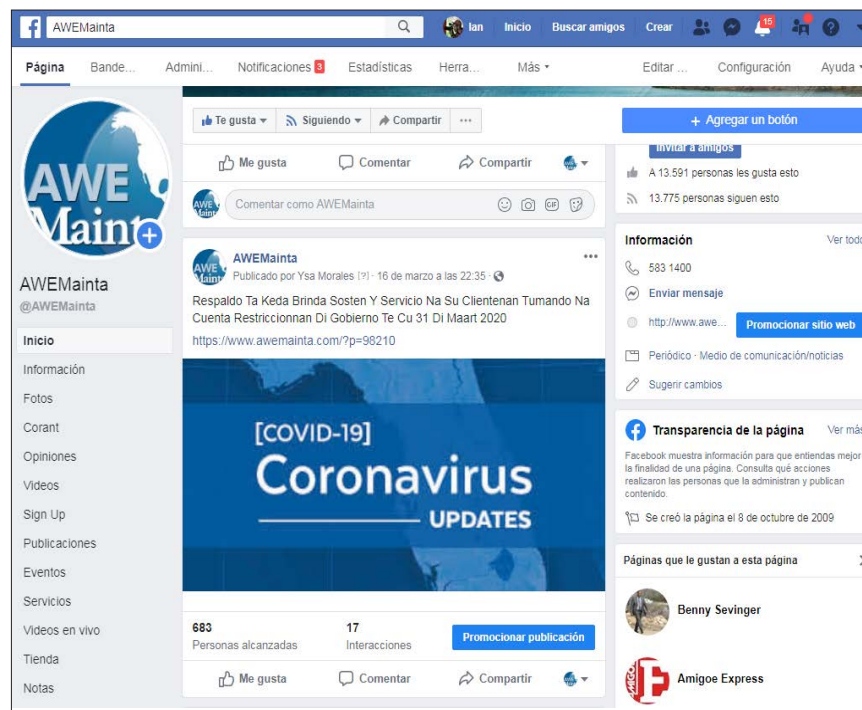 AWEMainta
Ian Inicio Buscar amigos Crear 15
Página Bande... Admini... Notificaciones 3 Estadísticas Herra... Más Editar ... Configuración Ayuda
AWE
Mainta
AWEMainta
@AWEMainta
Inicio
Información
Fotos
Corant
Opiniones
Videos
Sign Up
Publicaciones
Eventos
Servicios
Videos en vivo
Tienda
Notas
Te gusta Siguiendo Compartir ...
Me gusta Comentar Compartir
Comentar como AWEMainta GIF
AWEMainta
Publicado por Ysa Morales [?] · 16 de marzo a las 22:35 ·
Respaldo Ta Keda Brinda Sosten Y Servicio Na Su Clientenan Tumando Na
Cuenta Restriccionnan Di Gobierno Te Cu 31 Di Maart 2020
https://www.awemainta.com/?p=98210
[COVID-19]
Coronavirus
UPDATES
683
Personas alcanzadas
17
Interacciones
Promocionar publicación
Me gusta Comentar Compartir
+ Agregar un botón
Invitar a amigos
A 13.591 personas les gusta esto
13.775 personas siguen esto
Información Ver todo
583 1400
Enviar mensaje
http://www.awe... Promocionar sitio web
Periódico · Medio de comunicación/noticias
Sugerir cambios
Transparencia de la página Ver más
Facebook muestra información para que entiendas mejor
la finalidad de una página. Consulta qué acciones
realizaron las personas que la administran y publican
contenido.
Se creó la página el 8 de octubre de 2009
Páginas que le gustan a esta página
Benny Sevinger
Amigoe Express